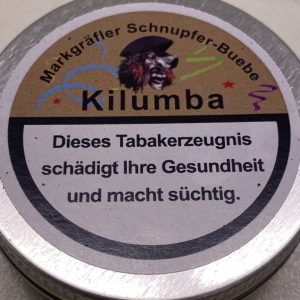 Markgräfler Schnupfer-Buebe
Kilumba
Dieses Tabakerzeugnis
schädigt Ihre Gesundheit
und macht süchtig.